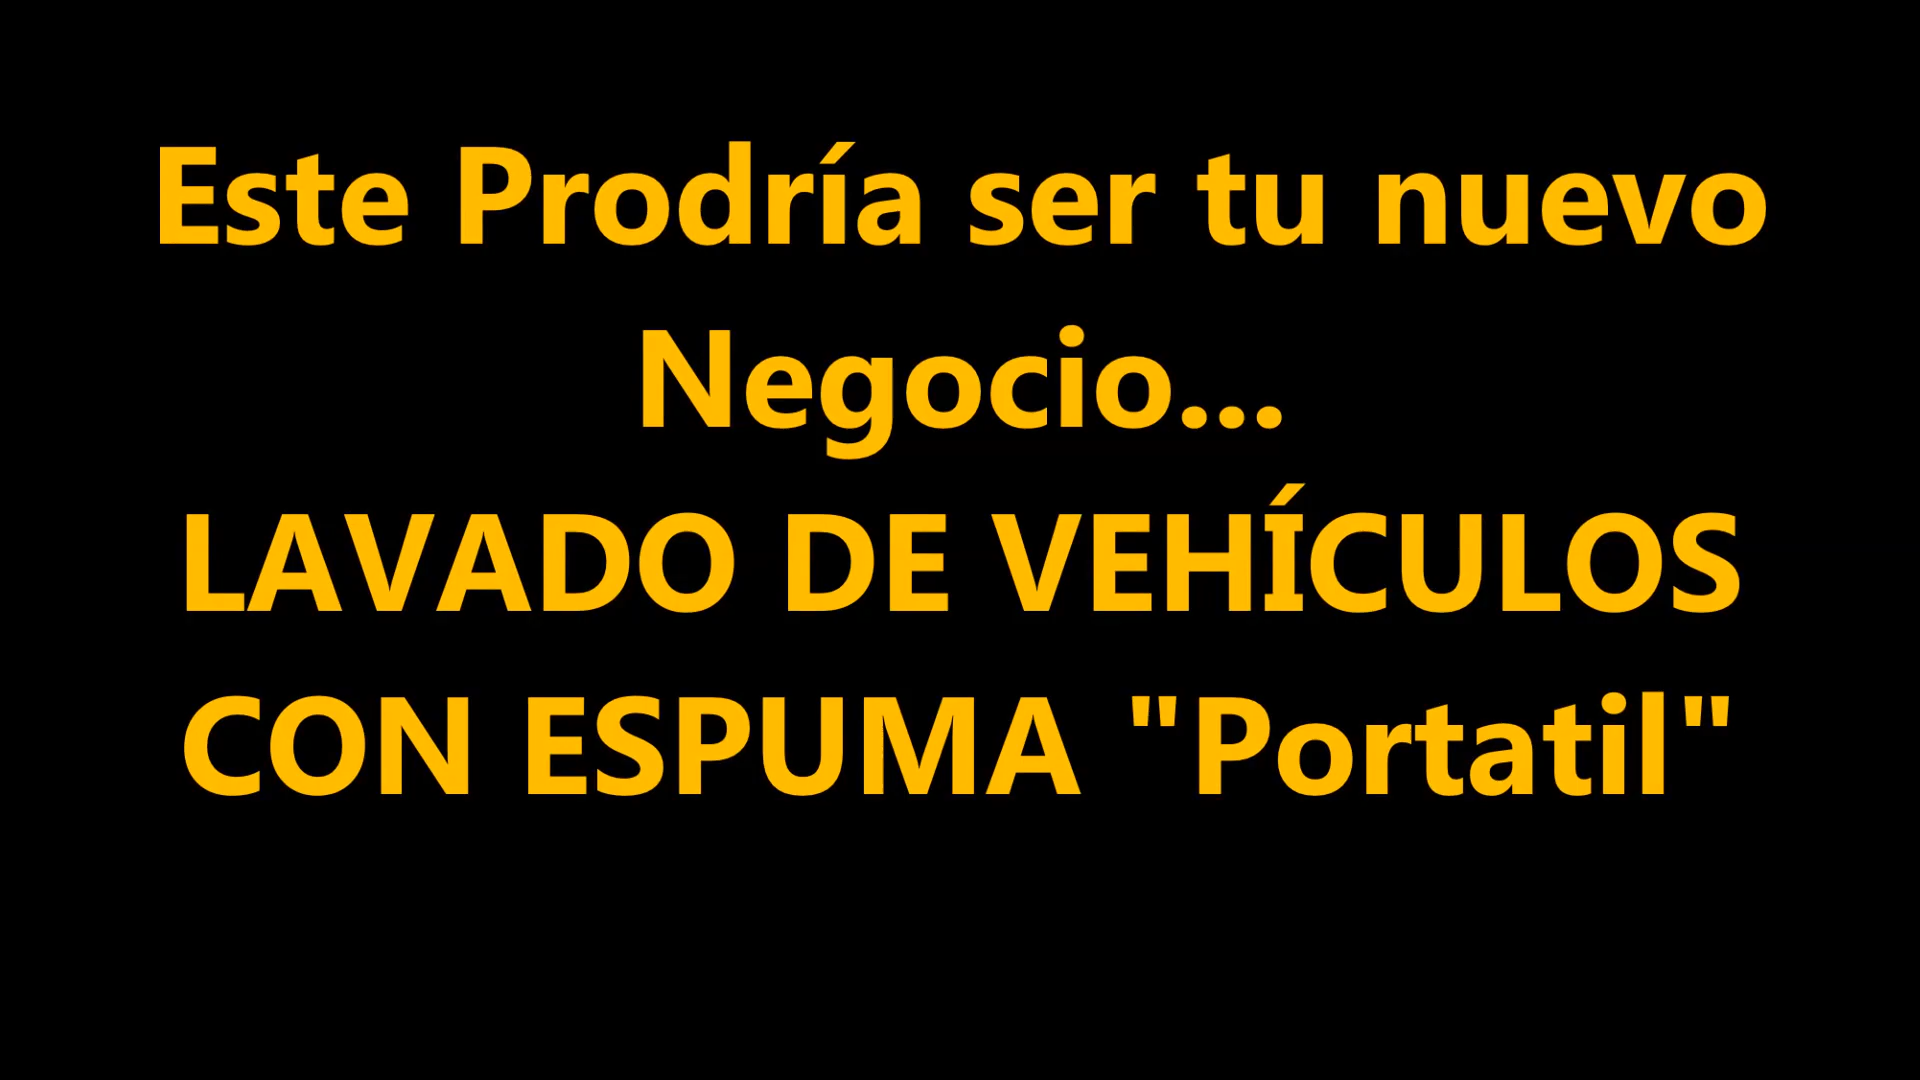 Este Prodría ser tu nuevo
Negocio...
LAVADO DE VEHÍCULOS
CON ESPUMA "Portatil"